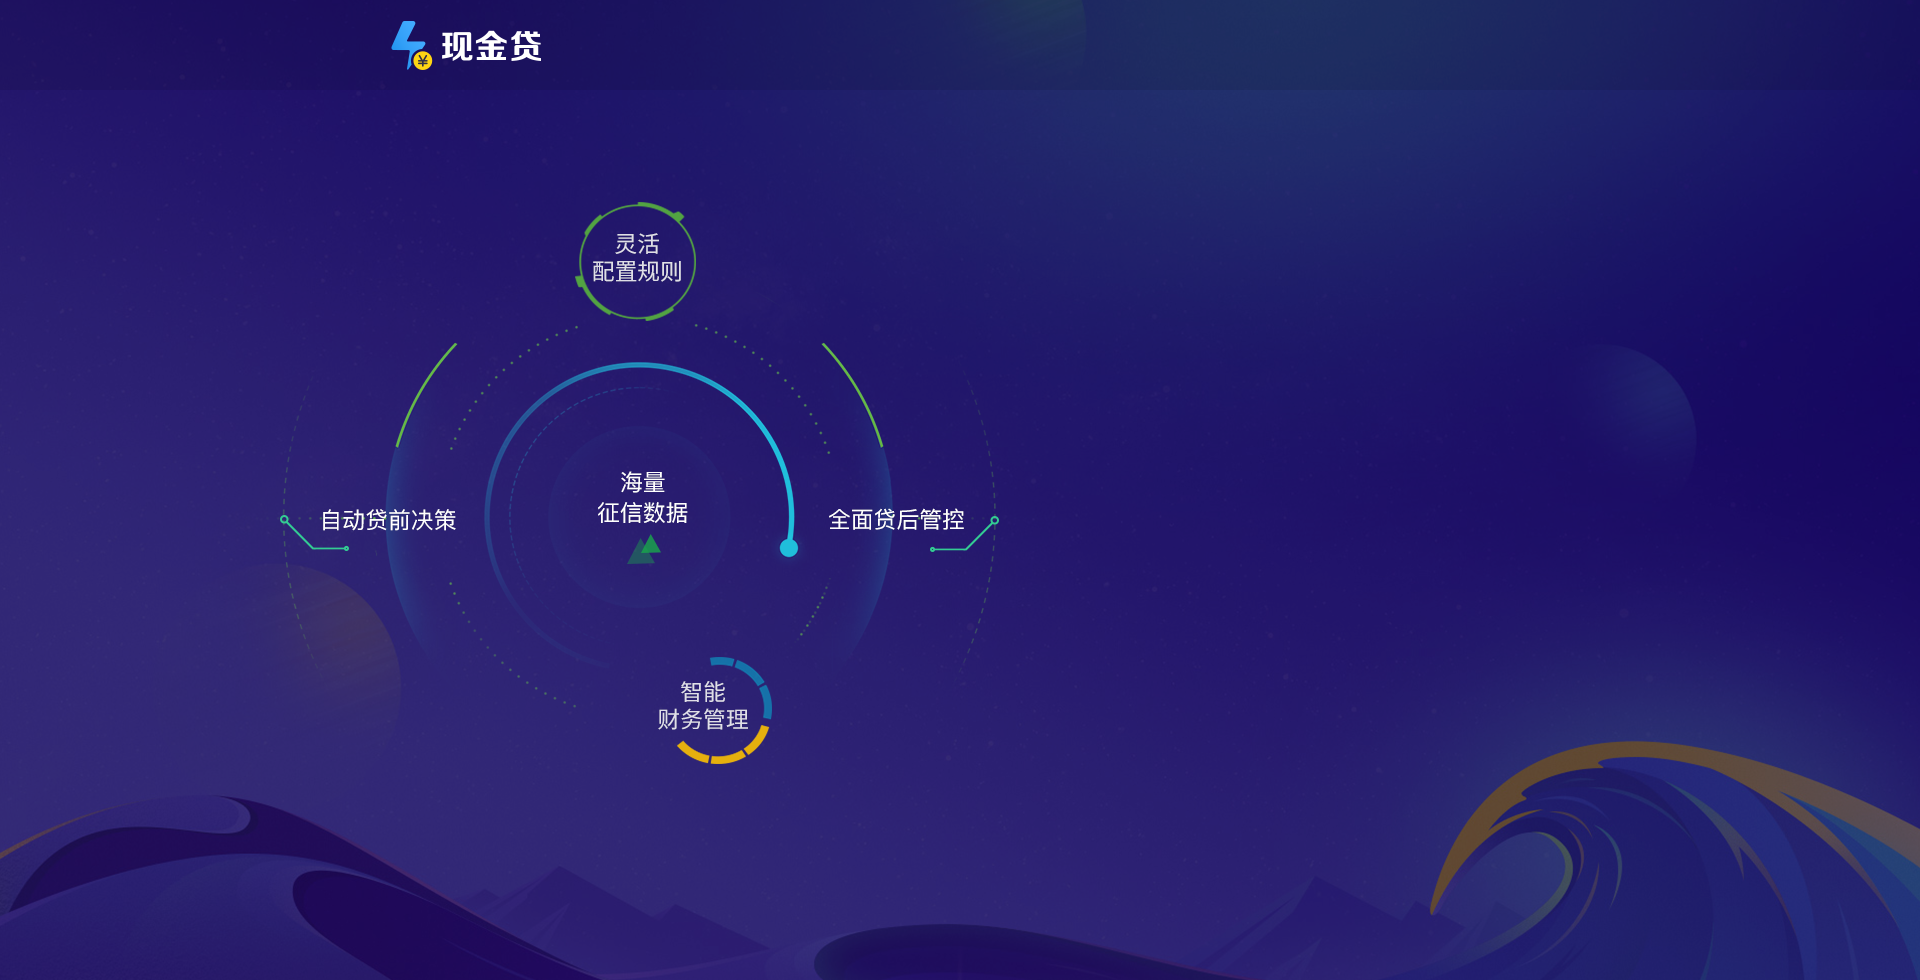 现金贷
灵活
配置规则
海量
征信数据
自动贷前决策
全面贷后管控
智能
财务管理